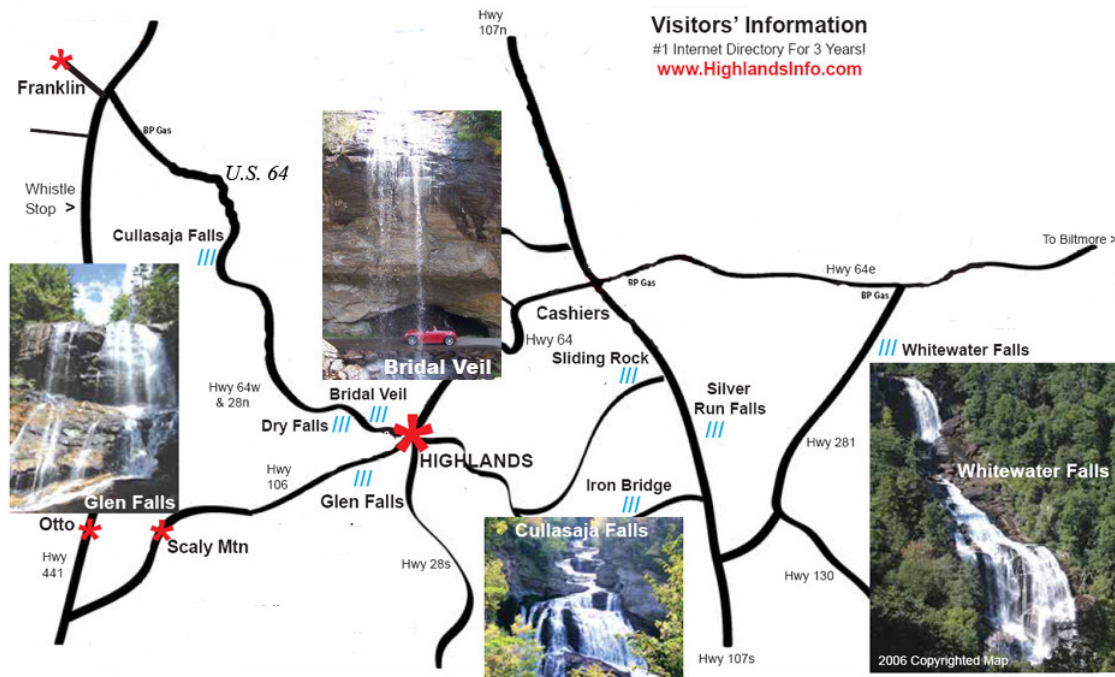 Visitors' Information
#1 Internet Directory For 3 Years!
www.HighlandsInfo.com
Hwy
107n
Franklin
BP Gas
U.S. 64
Whistle
Stop >
Cullasaja Falls
To Biltmore >
Hwy 64e
BP Gas
BP Gas
Cashiers
Hwy 64
Sliding Rock
Whitewater Falls
Bridal Veil
Hwy 64w
& 28n
Bridal Veil
Dry Falls
Silver
Run Falls
HIGHLANDS
Hwy 281
Hwy
106
Glen Falls
Iron Bridge
Whitewater Falls
Glen Falls
Otto
Scaly Mtn
Cullasaja Falls
Hwy
441
Hwy 28s
Hwy 130
Hwy 107s
2006 Copyrighted Map